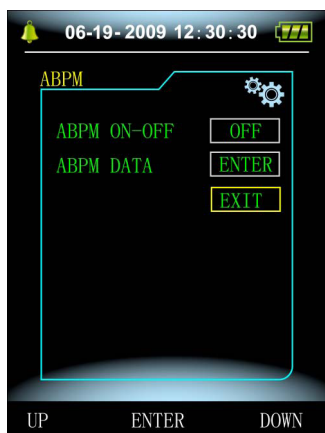 06-19-2009 12:30:30
ABPM
ABPM ON-OFF OFF
ABPM DATA ENTER
EXIT
UP ENTER DOWN